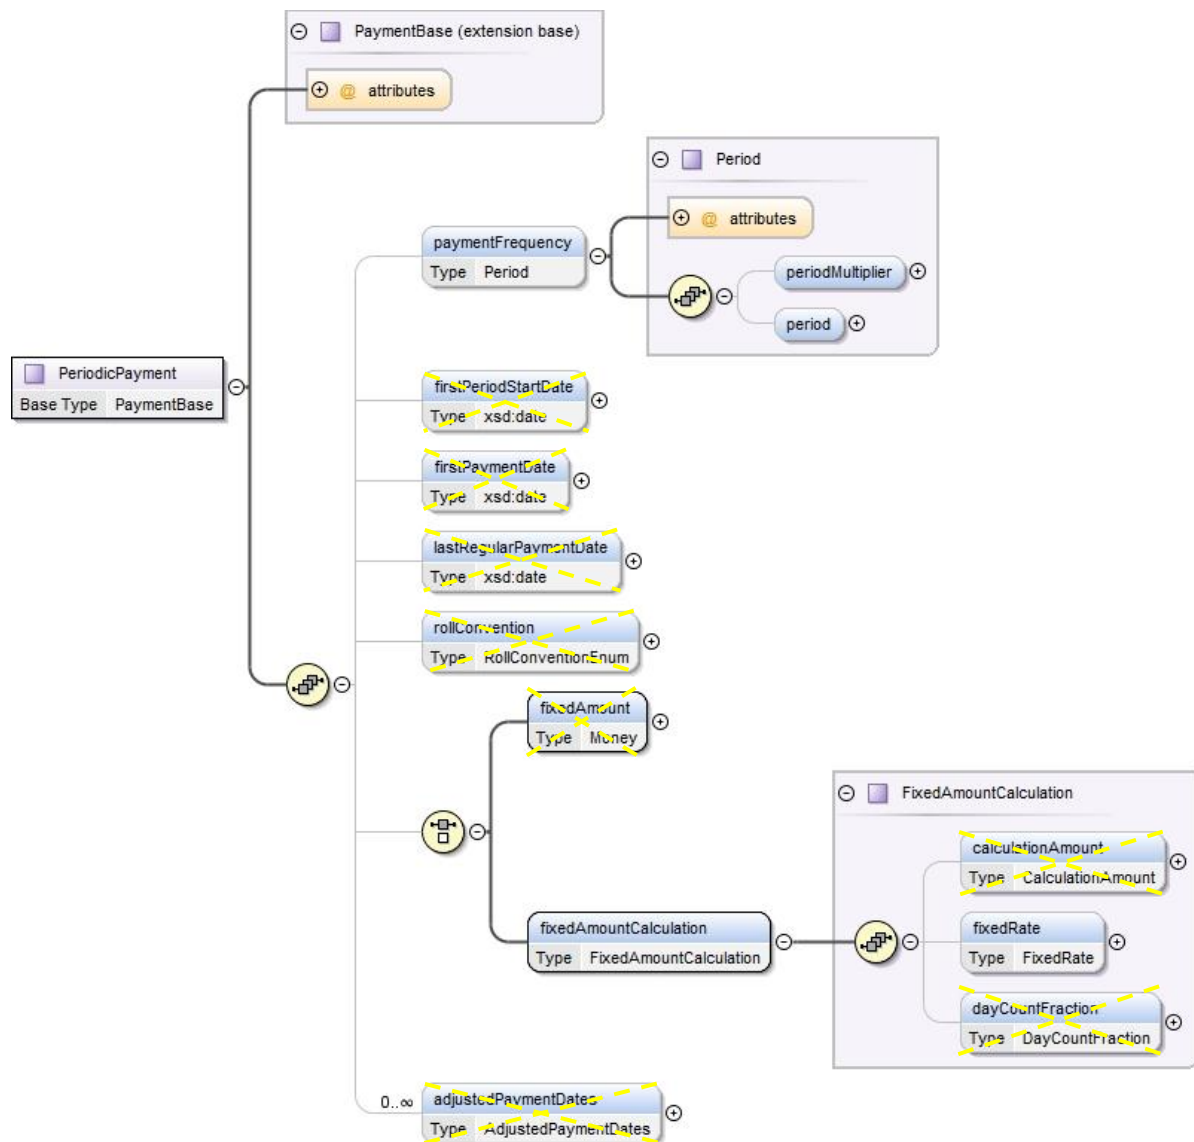 PaymentBase (extension base)
@ attributes
Period
@ attributes
paymentFrequency
Type Period
periodMultiplier
period
PeriodicPayment
Base Type PaymentBase
firstPeriodStartDate
Type xsd:date
firstPaymentDate
Type xsd:date
lastRegularPaymentDate
Type xsd:date
rollConvention
Type RollConventionEnum
fixedAmount
Type Money
FixedAmountCalculation
calculationAmount
Type CalculationAmount
fixedAmountCalculation
Type FixedAmountCalculation
fixedRate
Type FixedRate
dayCountFraction
Type DayCountFraction
0..∞
adjustedPaymentDates
Type AdjustedPaymentDates